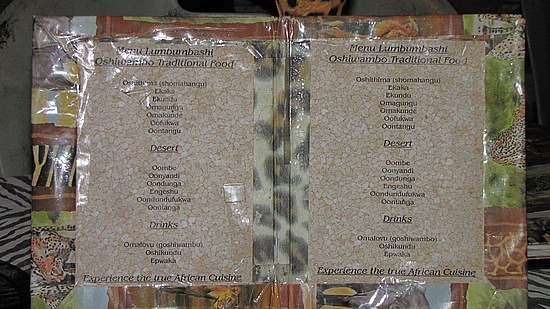 Menu Lumbumbashi
Oshiwambo Traditional Food
Oshithima (shomahangu)
Ekaka
Ekundu
Omagungu
Omakunde
Oofukwa
Oontangu
Desert
Oombe
Oonyandi
Oondunga
Engeshu
Oondundufukwa
Oontanga
Drinks
Omalovu (goshiwambo)
Oshikundu
Epwaka
Experience the true African Cuisine
Menu Lumbumbashi
Oshiwambo Traditional Food
Oshithima (shomahangu)
Ekaka
Ekundu
Omagungu
Omakunde
Oofukwa
Oontangu
Desert
Oombe
Oonyandi
Oondunga
Engeshu
Oondundufukwa
Oontanga
Drinks
Omalovu (goshiwambo)
Oshikundu
Epwaka
Experience the true African Cuisine